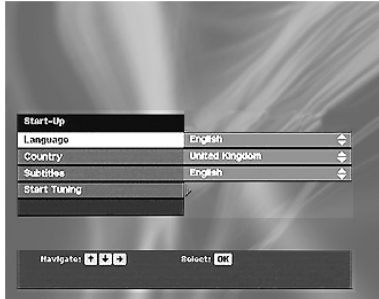 Start-Up
Language English
Country United Kingdom
Subtitles English
Start Tuning
Navigate: Select: OK